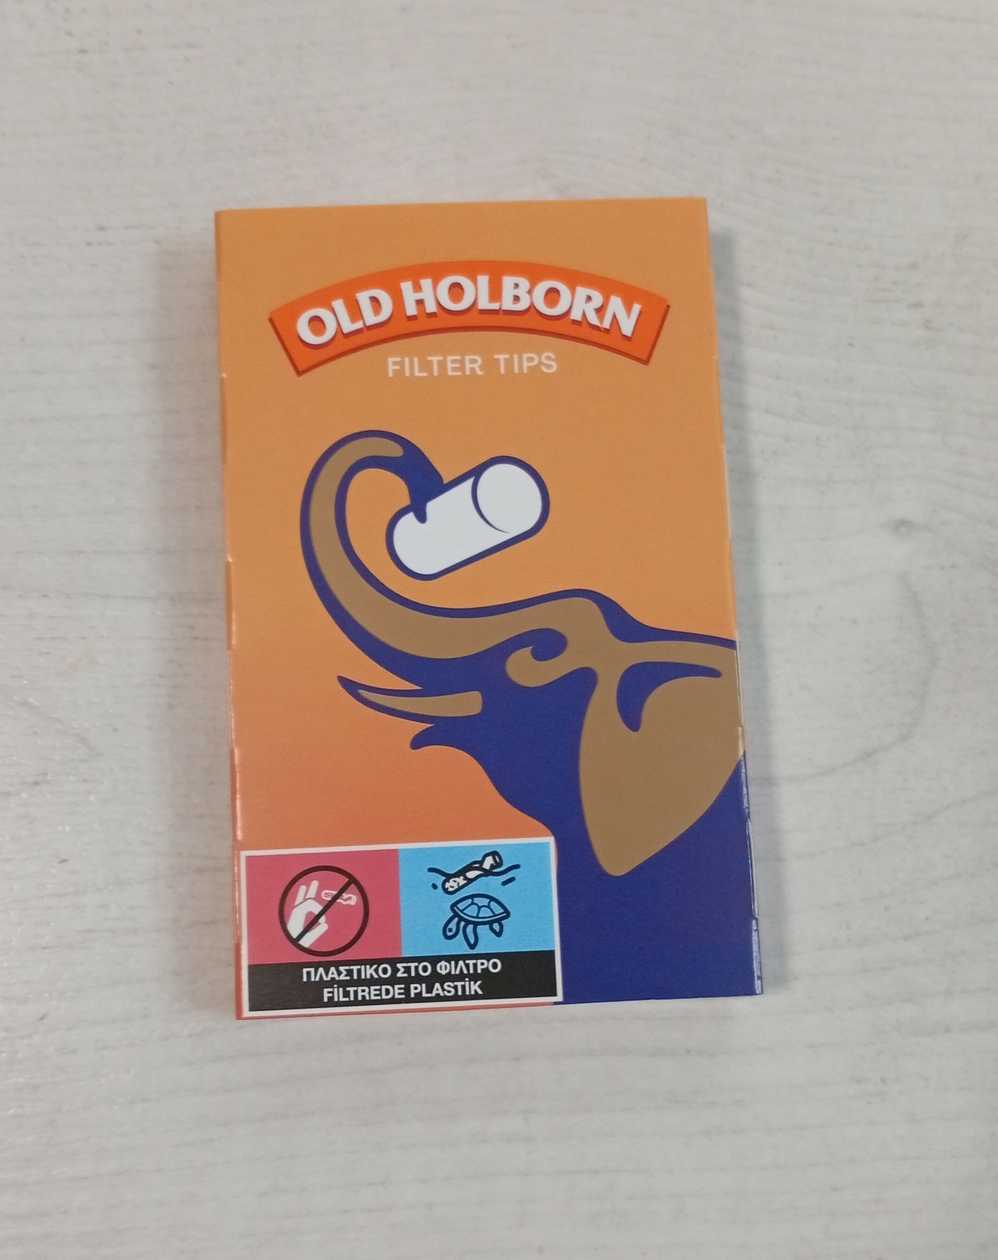 OLD HOLBORN
FILTER TIPS
ΠΛΑΣΤΙΚΟ ΣΤΟ ΦΙΛΤΡΟ
FİLTREDE PLASTİK